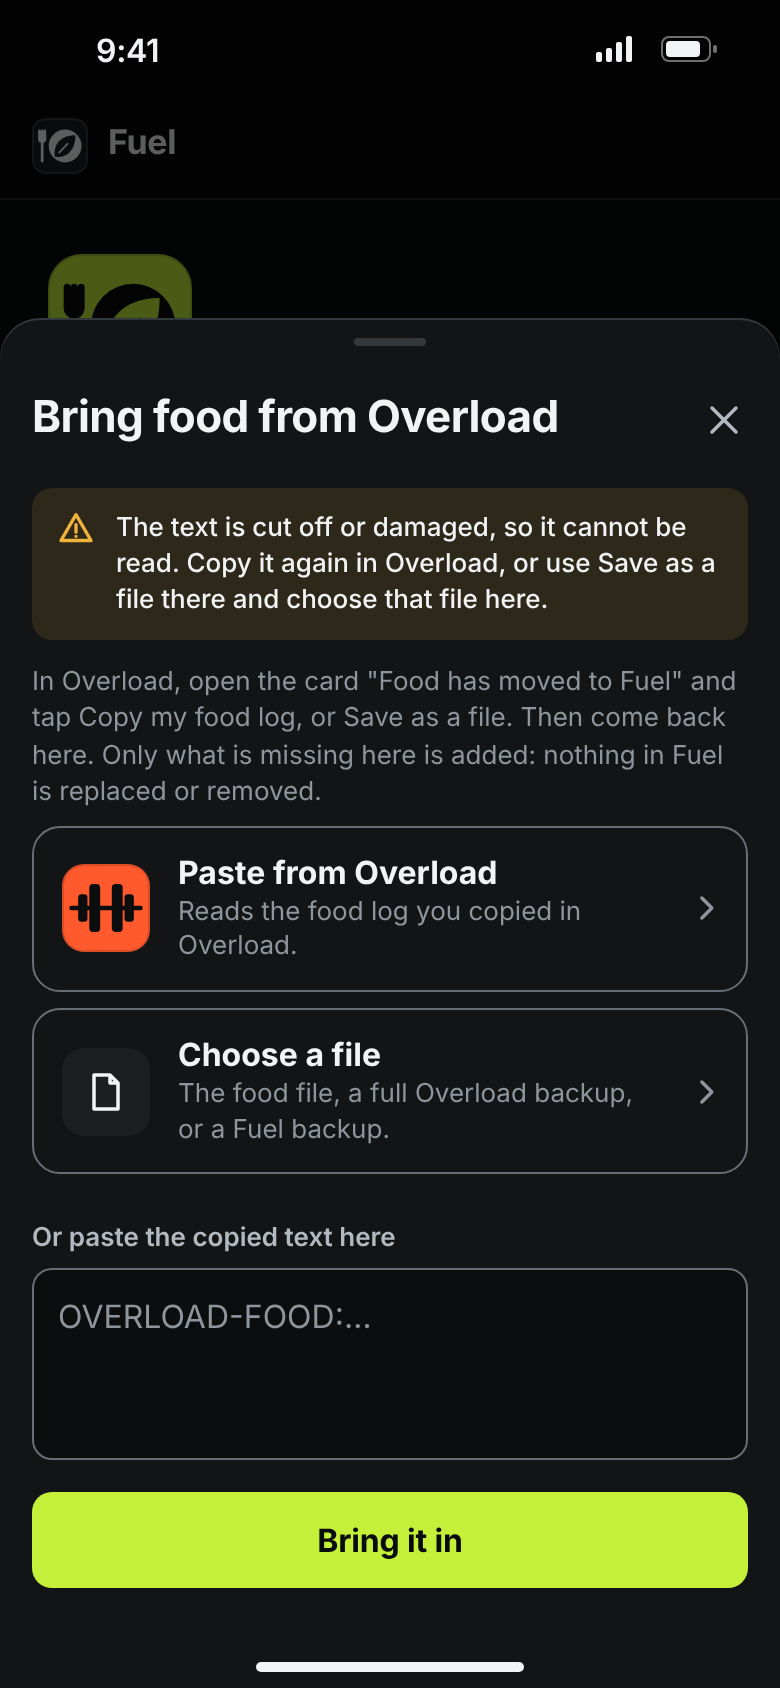 9:41
Fuel
Bring food from Overload
The text is cut off or damaged, so it cannot be
read. Copy it again in Overload, or use Save as a
file there and choose that file here.
In Overload, open the card "Food has moved to Fuel" and
tap Copy my food log, or Save as a file. Then come back
here. Only what is missing here is added: nothing in Fuel
is replaced or removed.
Paste from Overload
Reads the food log you copied in
Overload.
Choose a file
The food file, a full Overload backup,
or a Fuel backup.
Or paste the copied text here
OVERLOAD-FOOD:...
Bring it in